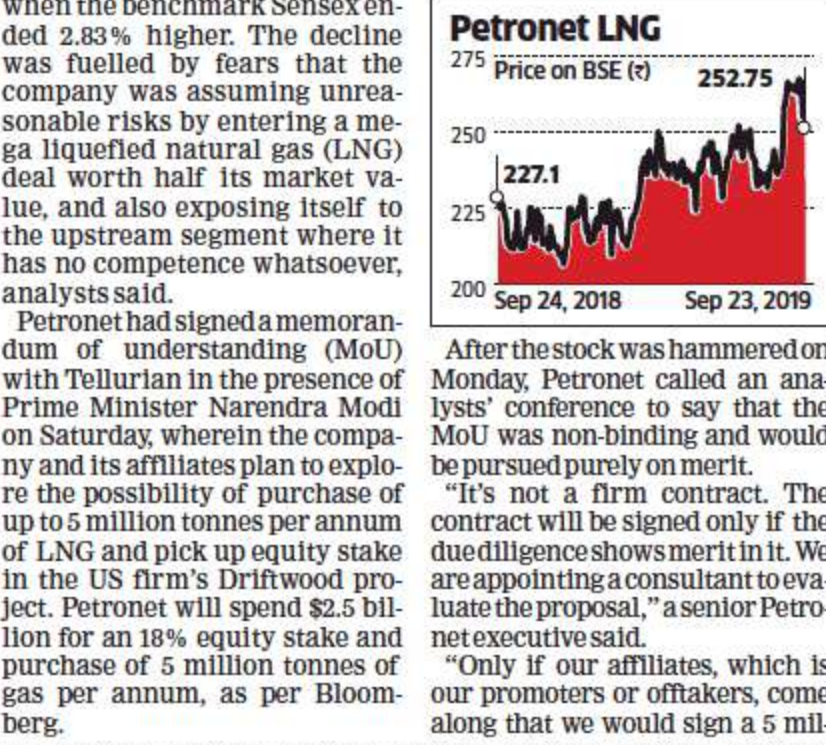 when the benchmark Sensex en-
ded 2.83% higher. The decline
was fuelled by fears that the
company was assuming unrea-
sonable risks by entering a me-
ga liquefied natural gas (LNG)
deal worth half its market va-
lue, and also exposing itself to
the upstream segment where it
has no competence whatsoever,
analysts said.
Petronet had signed a memoran-
dum of understanding (MoU)
with Tellurian in the presence of
Prime Minister Narendra Modi
on Saturday, wherein the compa-
ny and its affiliates plan to explo-
re the possibility of purchase of
up to 5 million tonnes per annum
of LNG and pick up equity stake
in the US firm's Driftwood pro-
ject. Petronet will spend $2.5 bil-
lion for an 18% equity stake and
purchase of 5 million tonnes of
gas per annum, as per Bloom-
berg.
Petronet LNG
275
Price on BSE (₹)
252.75
250
227.1
225
200
Sep 24, 2018 Sep 23, 2019
After the stock was hammered on
Monday, Petronet called an ana-
lysts' conference to say that the
MoU was non-binding and would
be pursued purely on merit.
"It's not a firm contract. The
contract will be signed only if the
due diligence shows merit in it. We
are appointing a consultant to eva-
luate the proposal," a senior Petro-
net executive said.
"Only if our affiliates, which is
our promoters or offtakers, come
along that we would sign a 5 mil-